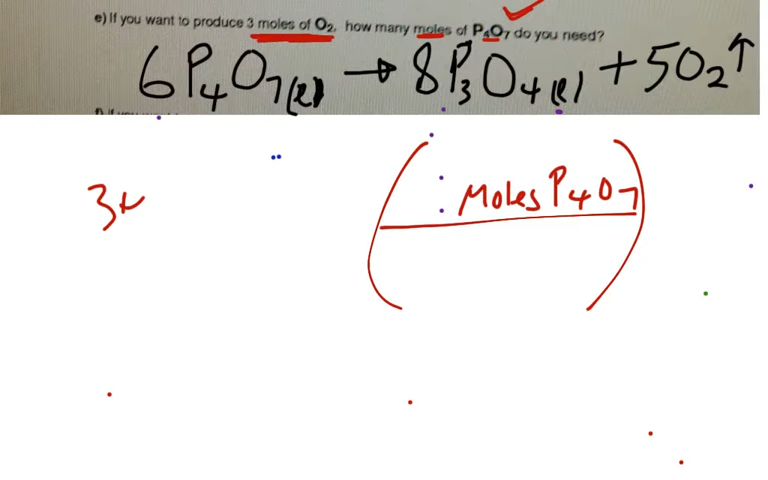 e) If you want to produce 3 moles of O₂, how many moles of P₄O₇ do you need?
6P₄O₇(l) → 8P₃O₄(l) + 5O₂↑
Moles P₄O₇
3